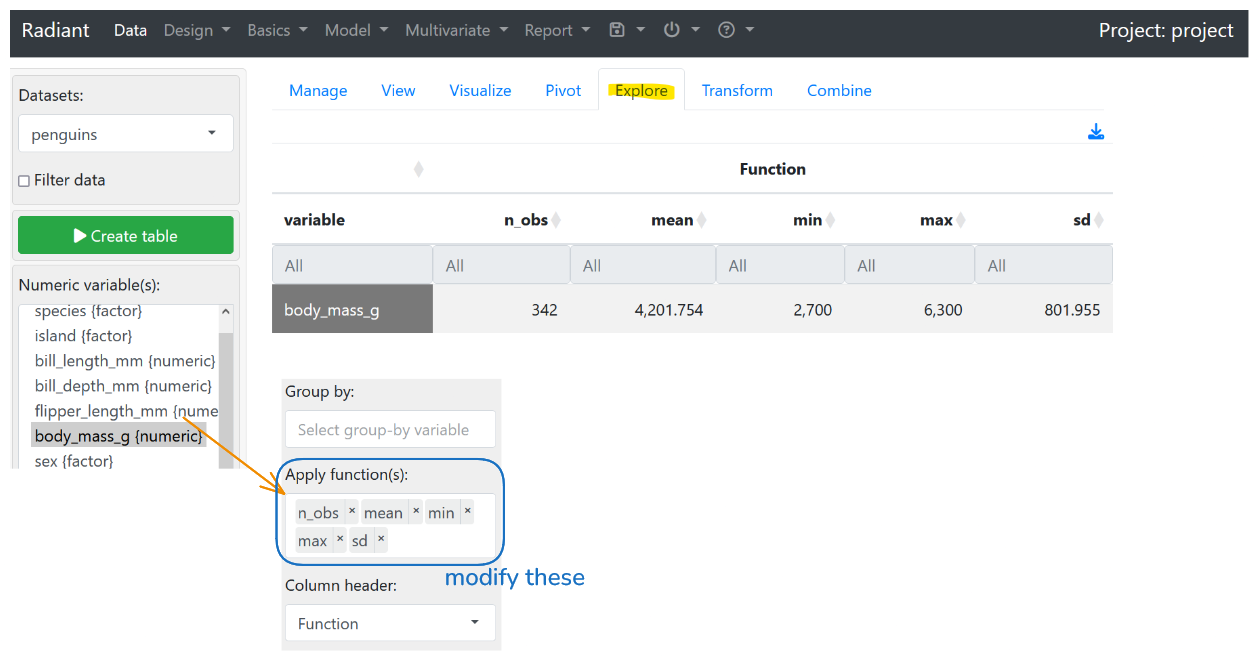 Radiant Data Design Basics Model Multivariate Report Project: project
Manage View Visualize Pivot Explore Transform Combine
Datasets:
penguins
Filter data
Create table
Numeric variable(s):
species {factor}
island {factor}
bill_length_mm {numeric}
bill_depth_mm {numeric}
flipper_length_mm {nume
body_mass_g {numeric}
sex {factor}
Function
variable n_obs mean min max sd
All All All All All All
body_mass_g 342 4,201.754 2,700 6,300 801.955
Group by:
Select group-by variable
Apply function(s):
n_obs × mean × min ×
max × sd ×
modify these
Column header:
Function